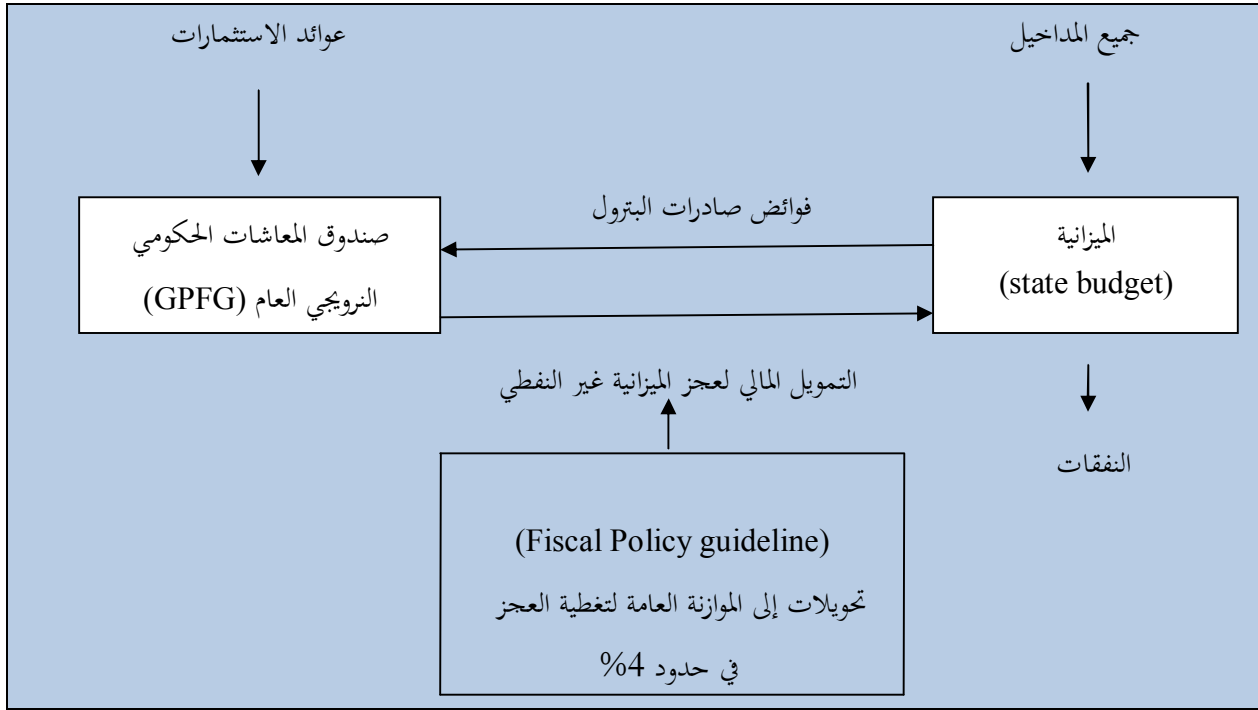 جميع المداخيل
عوائد الاستثمارات
الميزانية
(state budget)
فوائض صادرات البترول
صندوق المعاشات الحكومي
النرويجي العام (GPFG)
التمويل المالي لعجز الميزانية غير النفطي
النفقات
(Fiscal Policy guideline)
تحويلات إلى الموازنة العامة لتغطية العجز
في حدود 4%